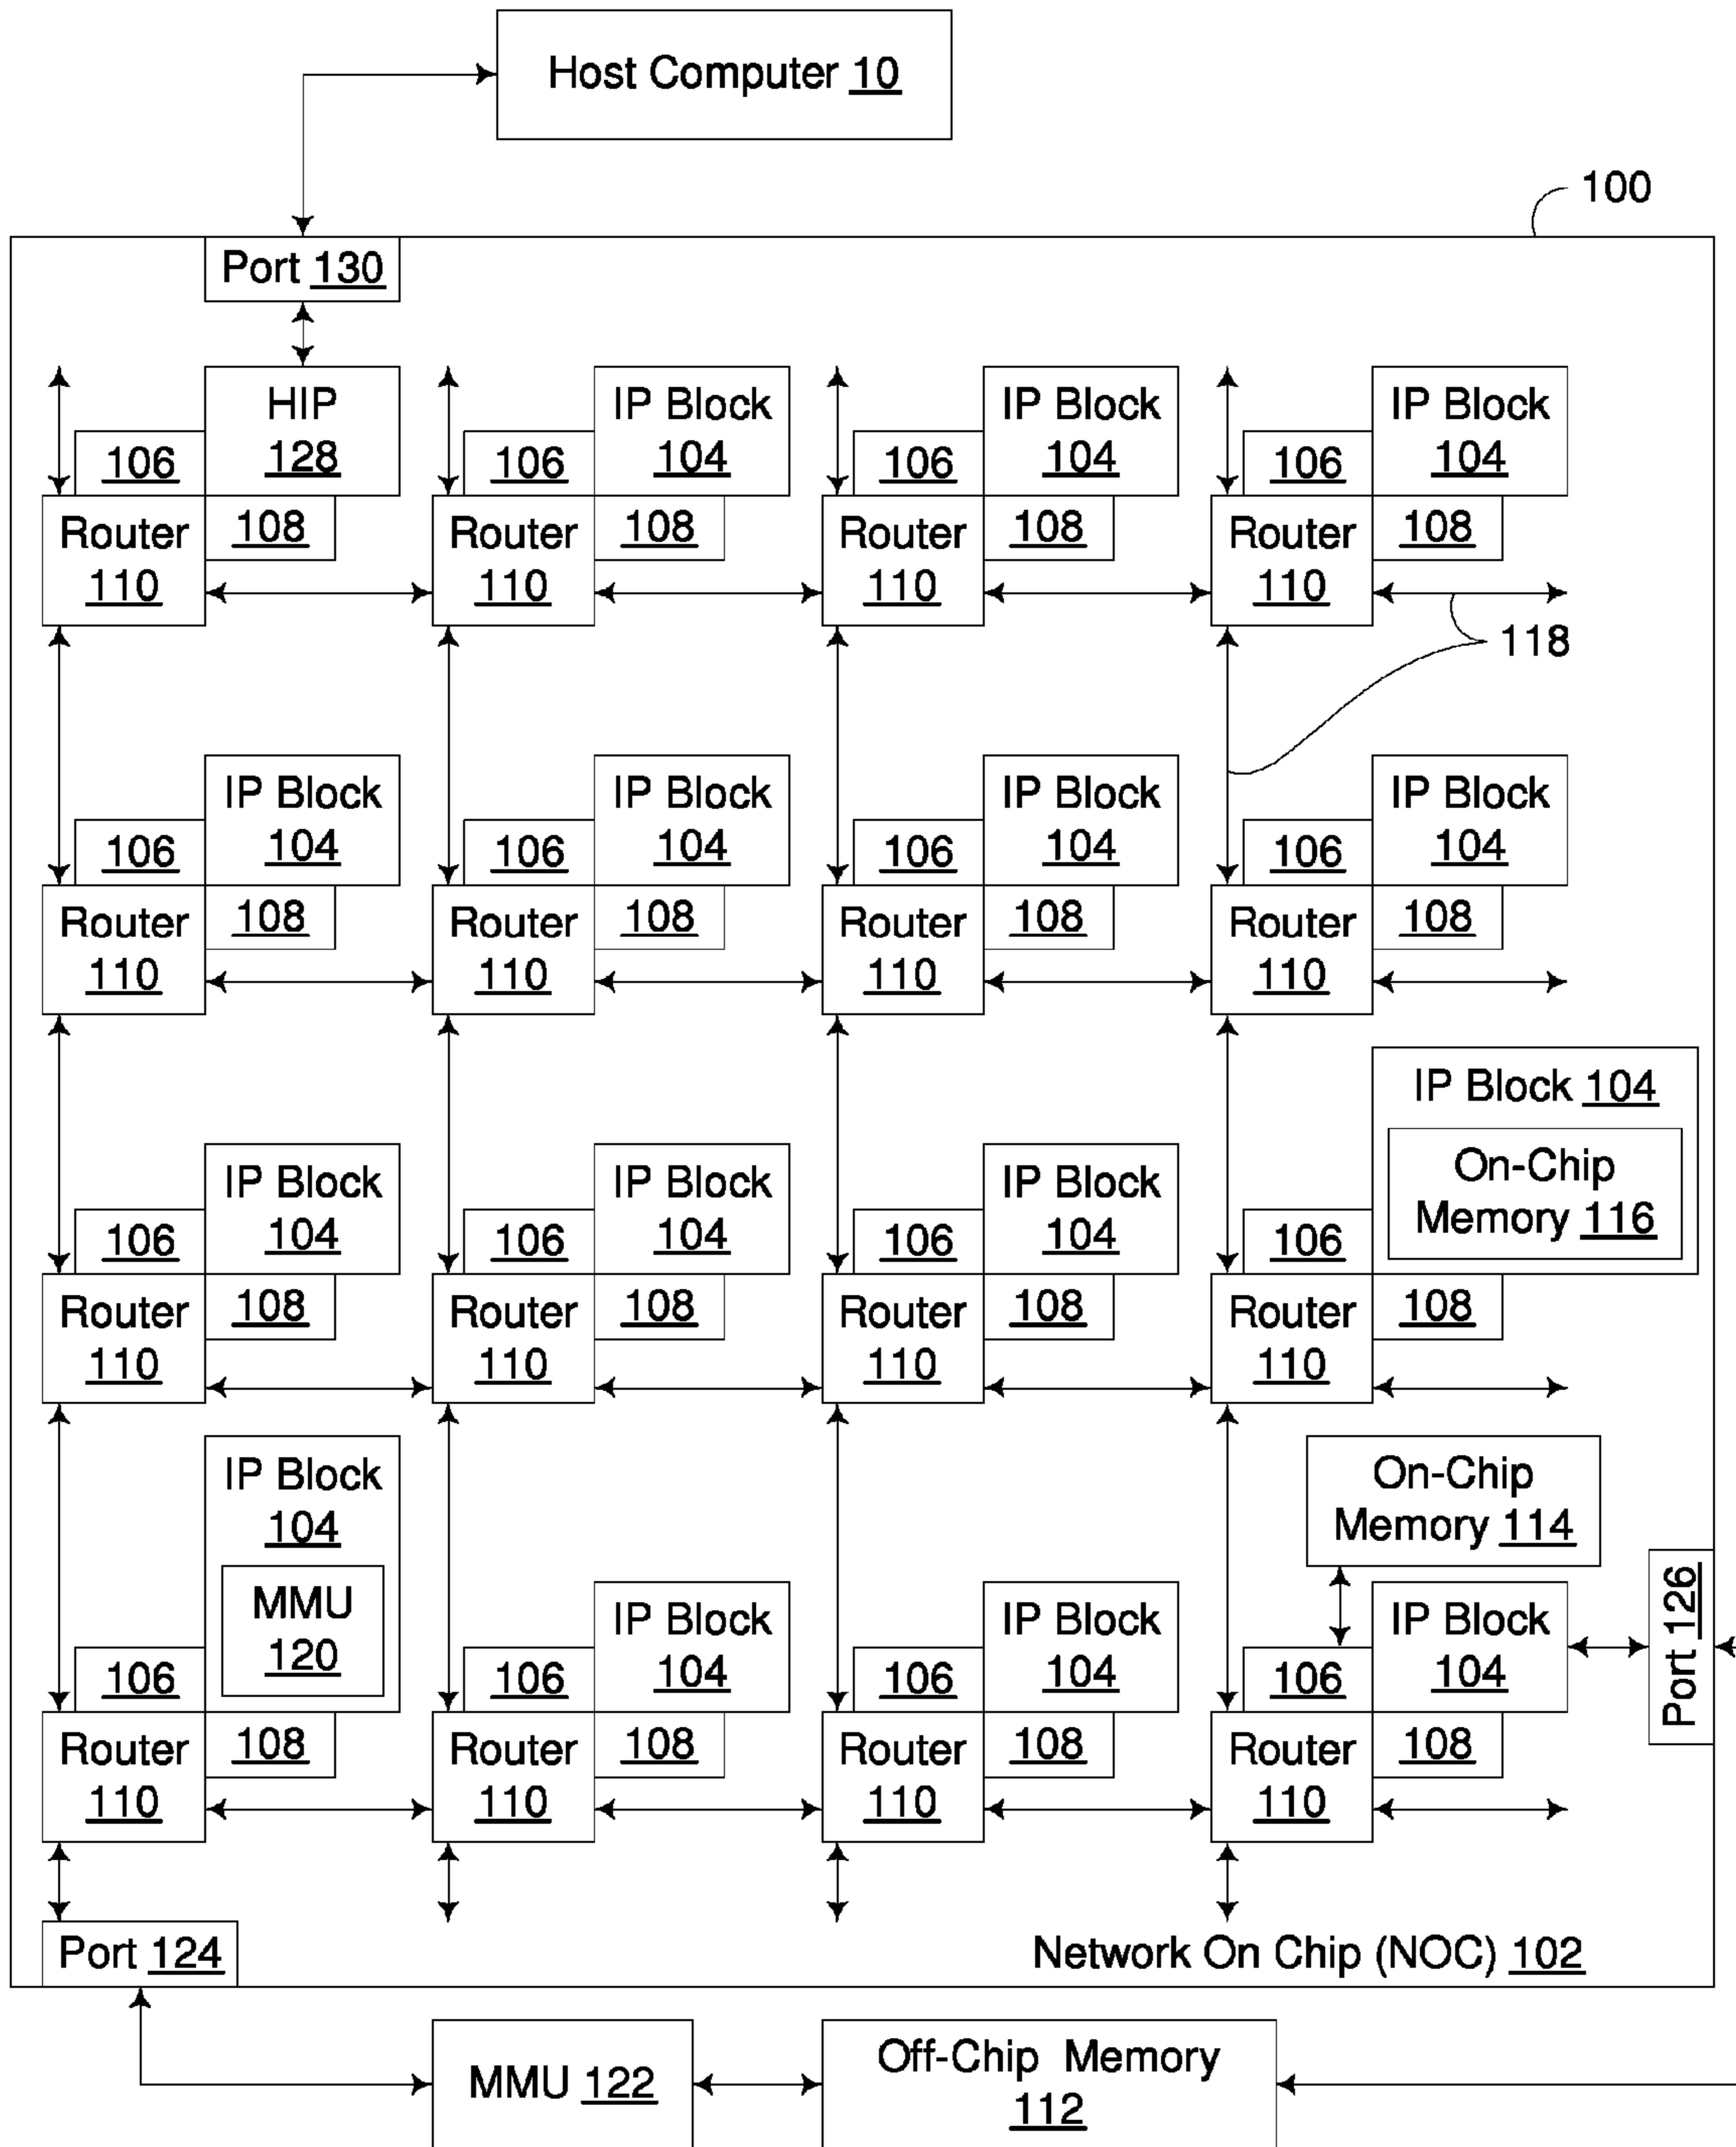 Host Computer 10
100
Port 130
HIP
128
106
108
Router
110
IP Block
104
106
108
Router
110
IP Block
104
106
108
Router
110
IP Block
104
106
108
Router
110
118
IP Block
104
106
108
Router
110
IP Block
104
106
108
Router
110
IP Block
104
106
108
Router
110
IP Block
104
106
108
Router
110
IP Block
104
106
108
Router
110
IP Block
104
106
108
Router
110
IP Block
104
106
108
Router
110
IP Block 104
On-Chip
Memory 116
106
108
Router
110
IP Block
104
MMU
120
106
108
Router
110
IP Block
104
106
108
Router
110
IP Block
104
106
108
Router
110
On-Chip
Memory 114
IP Block
104
106
108
Router
110
Port 126
Port 124
Network On Chip (NOC) 102
MMU 122
Off-Chip Memory
112